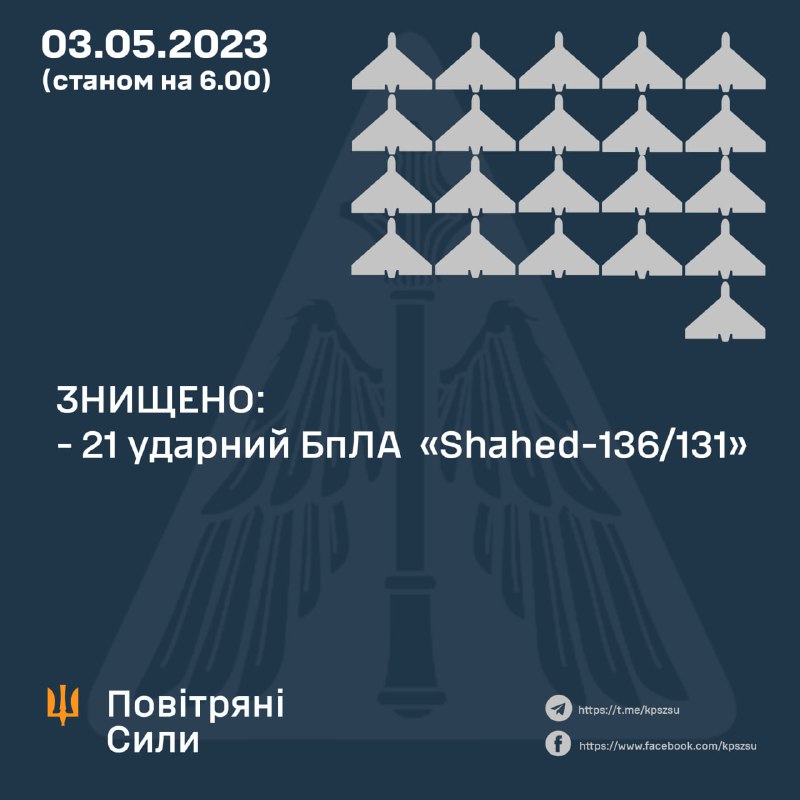 03.05.2023
(станом на 6.00)
ЗНИЩЕНО:
- 21 ударний БпЛА «Shahed-136/131»
Повітряні
Сили
https://t.me/kpszsu
https://www.facebook.com/kpszsu